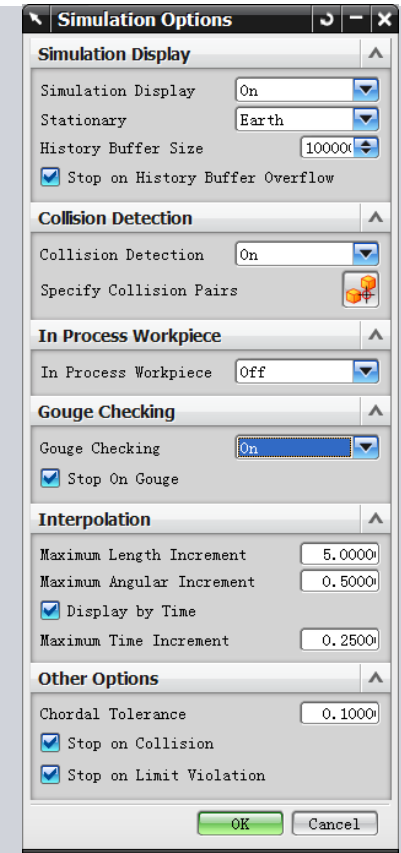 Simulation Options
Simulation Display
Simulation Display On
Stationary Earth
History Buffer Size 10000
Stop on History Buffer Overflow
Collision Detection
Collision Detection On
Specify Collision Pairs
In Process Workpiece
In Process Workpiece Off
Gouge Checking
Gouge Checking On
Stop On Gouge
Interpolation
Maximum Length Increment 5.0000
Maximum Angular Increment 0.5000
Display by Time
Maximum Time Increment 0.2500
Other Options
Chordal Tolerance 0.1000
Stop on Collision
Stop on Limit Violation
OK Cancel